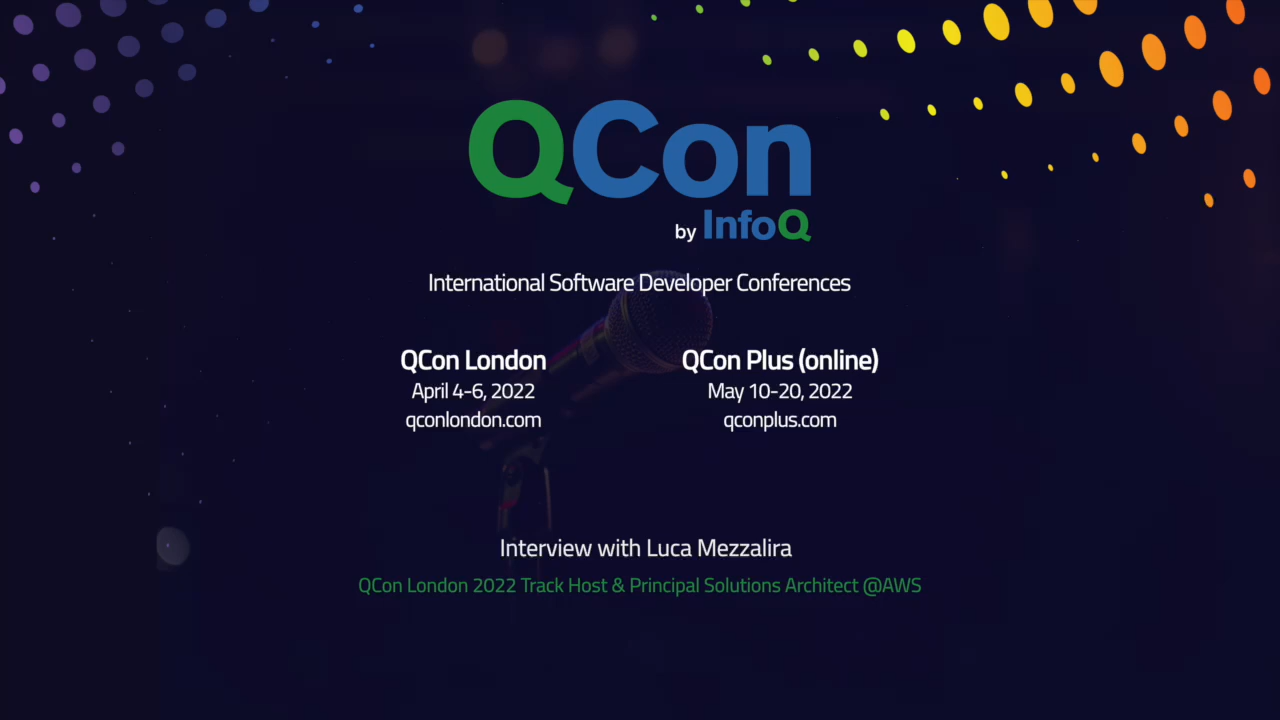 QCon
by InfoQ
International Software Developer Conferences
QCon London
April 4-6, 2022
qconlondon.com
QCon Plus (online)
May 10-20, 2022
qconplus.com
Interview with Luca Mezzalira
QCon London 2022 Track Host & Principal Solutions Architect @AWS